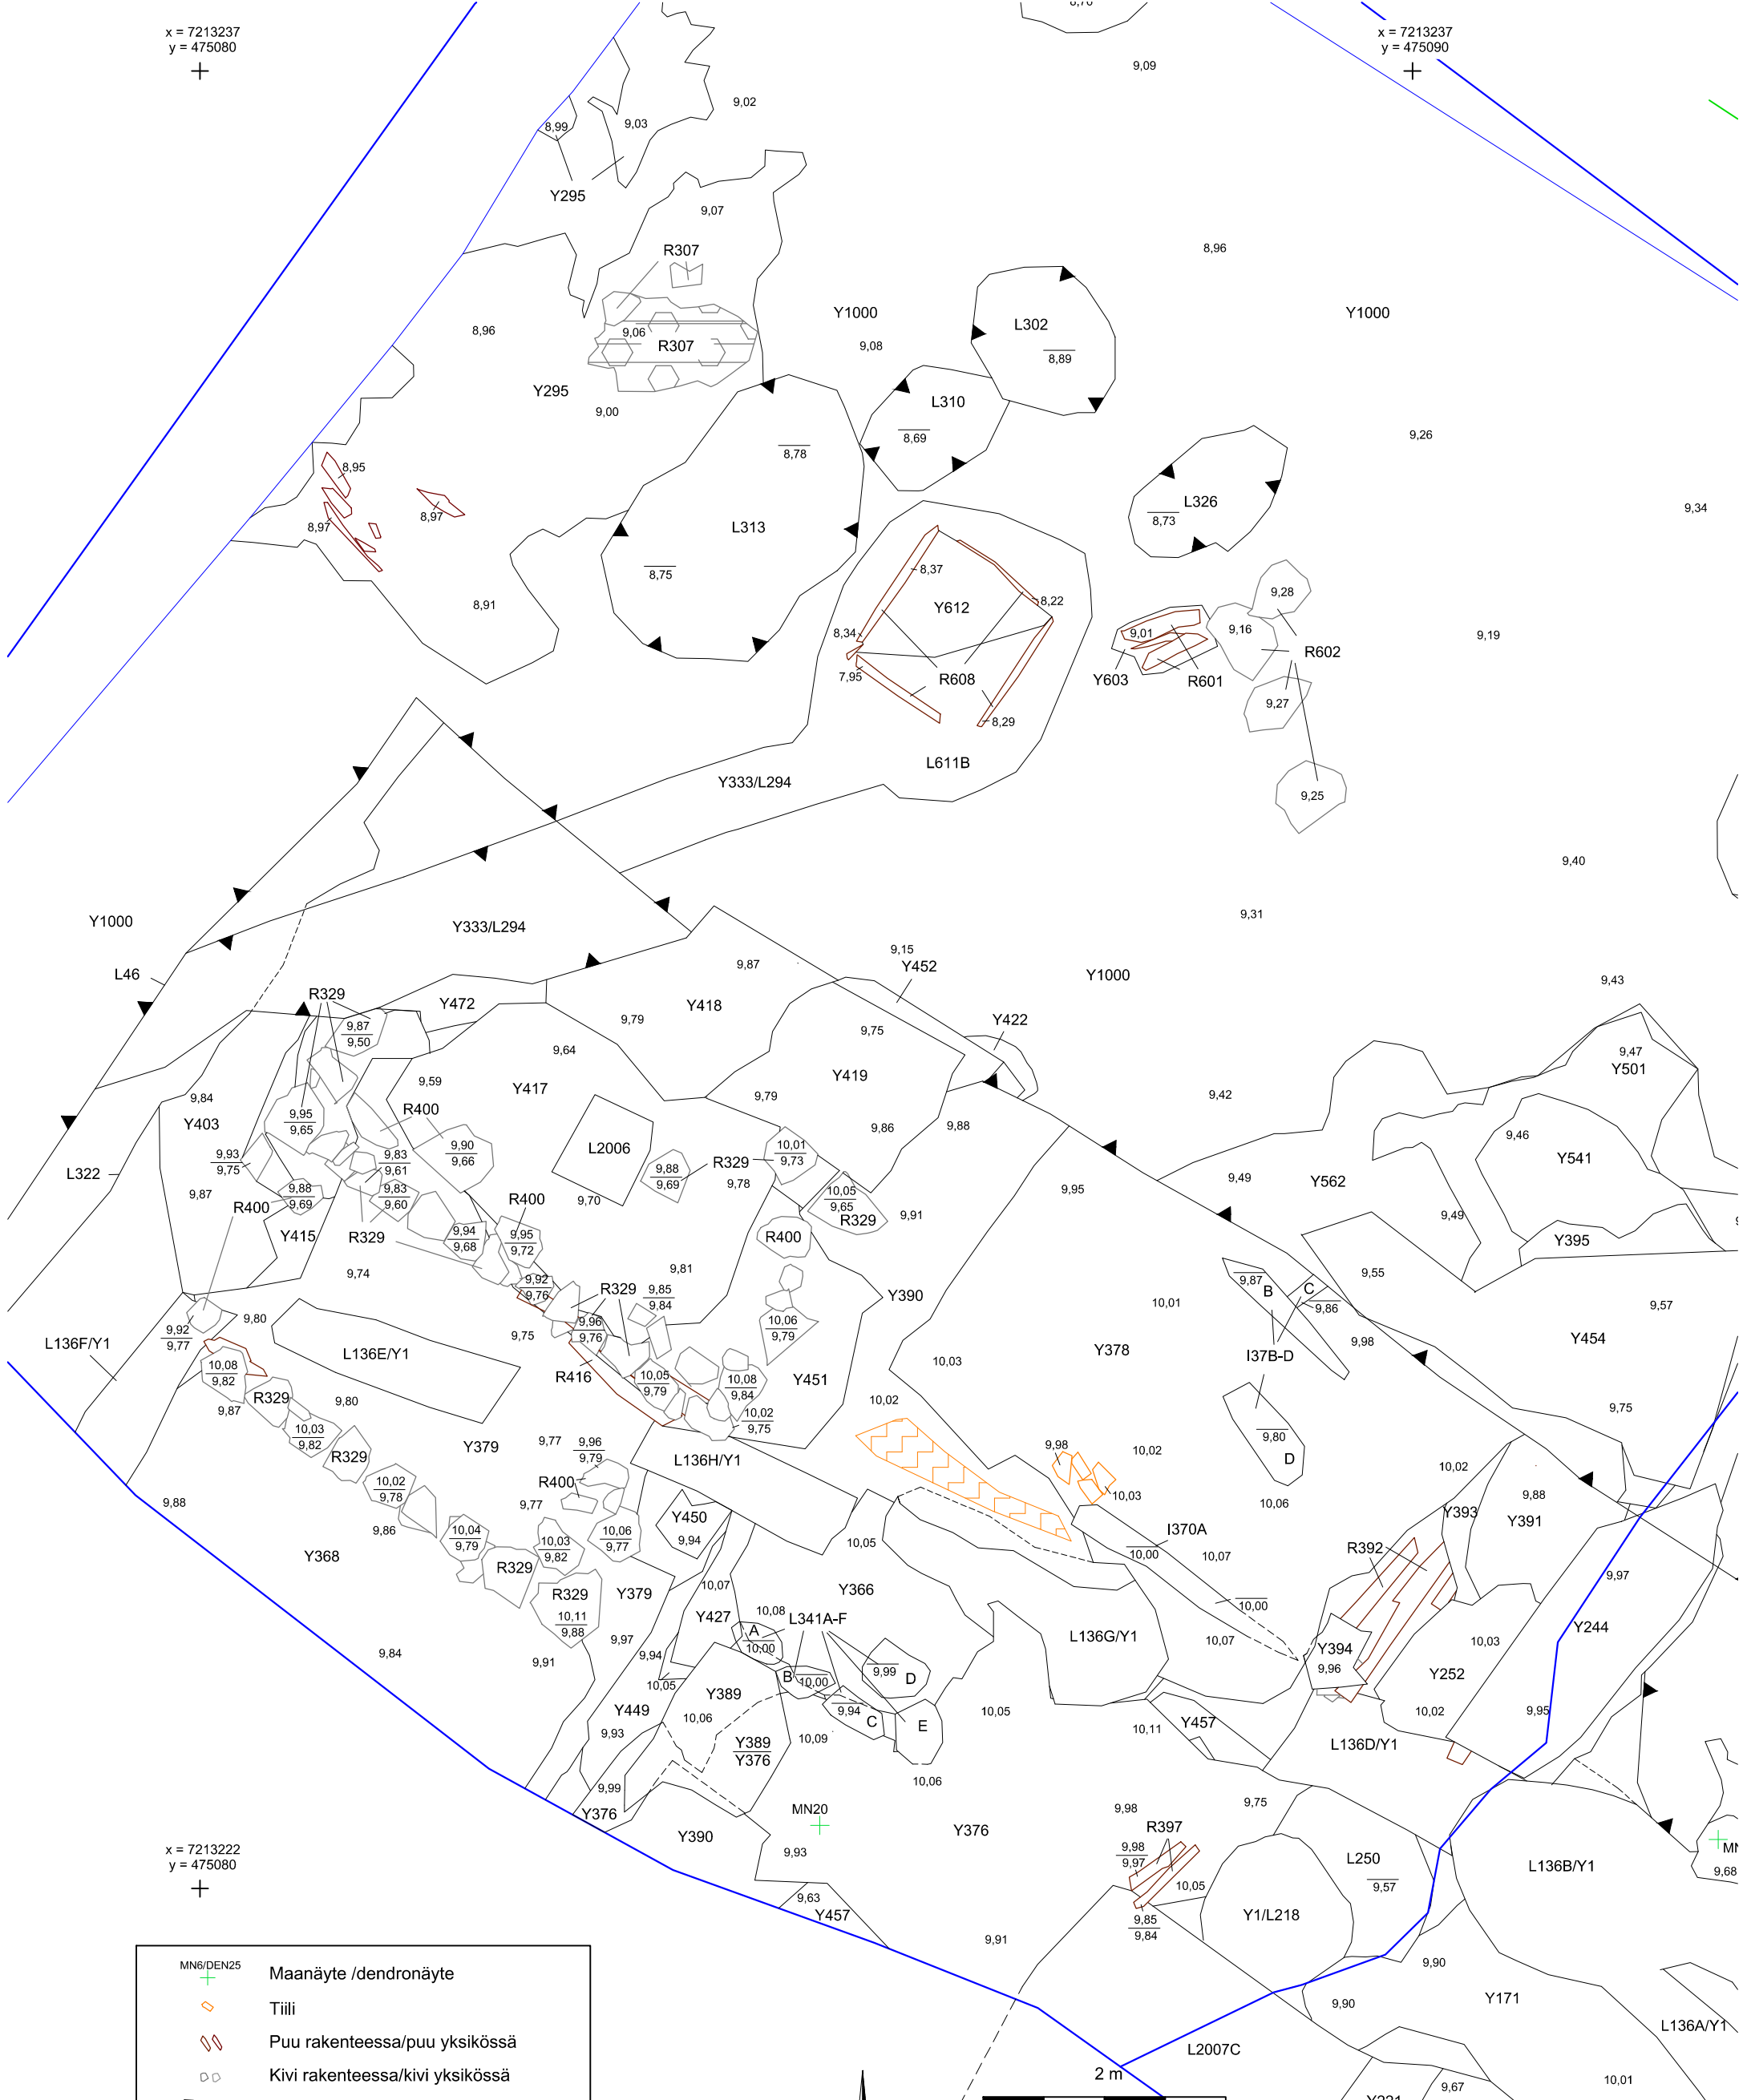 8,70
x = 7213237
y = 475080
x = 7213237
y = 475090
9,09
9,02
9,03
8,99
Y295
9,07
R307
8,96
8,96
Y1000
Y1000
L302
8,89
9,06
R307
9,08
Y295
9,00
L310
8,69
9,26
8,78
8,95
8,97
8,97
L313
8,75
L326
8,73
9,34
8,37
8,91
Y612
8,22
9,28
8,34
9,01
9,16
9,19
R602
7,95
R608
Y603
R601
9,27
8,29
L611B
Y333/L294
9,25
9,40
Y1000
Y333/L294
9,31
9,15
Y452
9,87
L46
Y1000
9,43
R329
Y472
Y418
9,79
9,87
9,50
9,75
Y422
9,64
9,47
Y501
9,59
Y417
Y419
9,84
9,79
9,42
Y403
R400
9,95
9,65
9,86
9,88
9,46
9,93
9,75
9,83
9,61
9,90
9,66
L2006
10,01
9,73
Y541
L322
9,88
9,69
R329
9,78
9,49
Y562
9,87
9,88
9,69
9,83
9,60
R400
9,70
9,95
10,05
9,65
R329
9,91
9,49
R400
Y415
R329
9,94
9,68
9,95
9,72
R400
Y395
9,74
9,81
9,55
9,87
B
C
9,86
9,92
9,76
R329
9,85
9,84
Y390
10,01
9,57
9,80
9,92
9,77
9,75
9,96
9,76
10,06
9,79
9,98
Y454
L136F/Y1
L136E/Y1
Y378
I37B-D
10,03
10,08
9,82
R416
10,05
9,79
10,08
9,84
Y451
R329
9,80
10,02
9,75
9,87
10,02
9,75
10,03
9,82
9,77
9,96
9,79
Y379
9,80
D
9,98
10,02
R329
L136H/Y1
10,02
10,02
9,78
R400
9,88
9,77
10,03
10,06
9,88
9,86
Y450
9,94
Y393
Y391
10,04
9,79
10,06
9,77
I370A
10,05
10,00
10,07
R392
Y368
10,03
9,82
R329
R329
10,11
9,88
Y379
10,07
Y366
9,97
10,00
Y427
10,08
L341A-F
Y244
A
10,00
L136G/Y1
9,97
10,07
10,03
Y394
9,96
9,84
9,91
9,94
9,99
D
Y252
10,05
B
10,00
Y389
9,94
C
E
10,05
Y449
10,06
10,02
9,95
9,93
10,09
10,11
Y457
Y389
Y376
L136D/Y1
9,99
10,06
Y376
MN20
9,98
9,75
R397
Y390
Y376
x = 7213222
y = 475080
9,93
9,98
9,97
L250
9,57
L136B/Y1
9,68
10,05
9,63
Y457
Y1/L218
9,85
9,84
9,91
9,90
MN6/DEN25
Maanäyte /dendronäyte
Y171
9,90
Tiili
L136A/Y1
Puu rakenteessa/puu yksikössä
L2007C
Kivi rakenteessa/kivi yksikössä
2 m
10,01
9,67